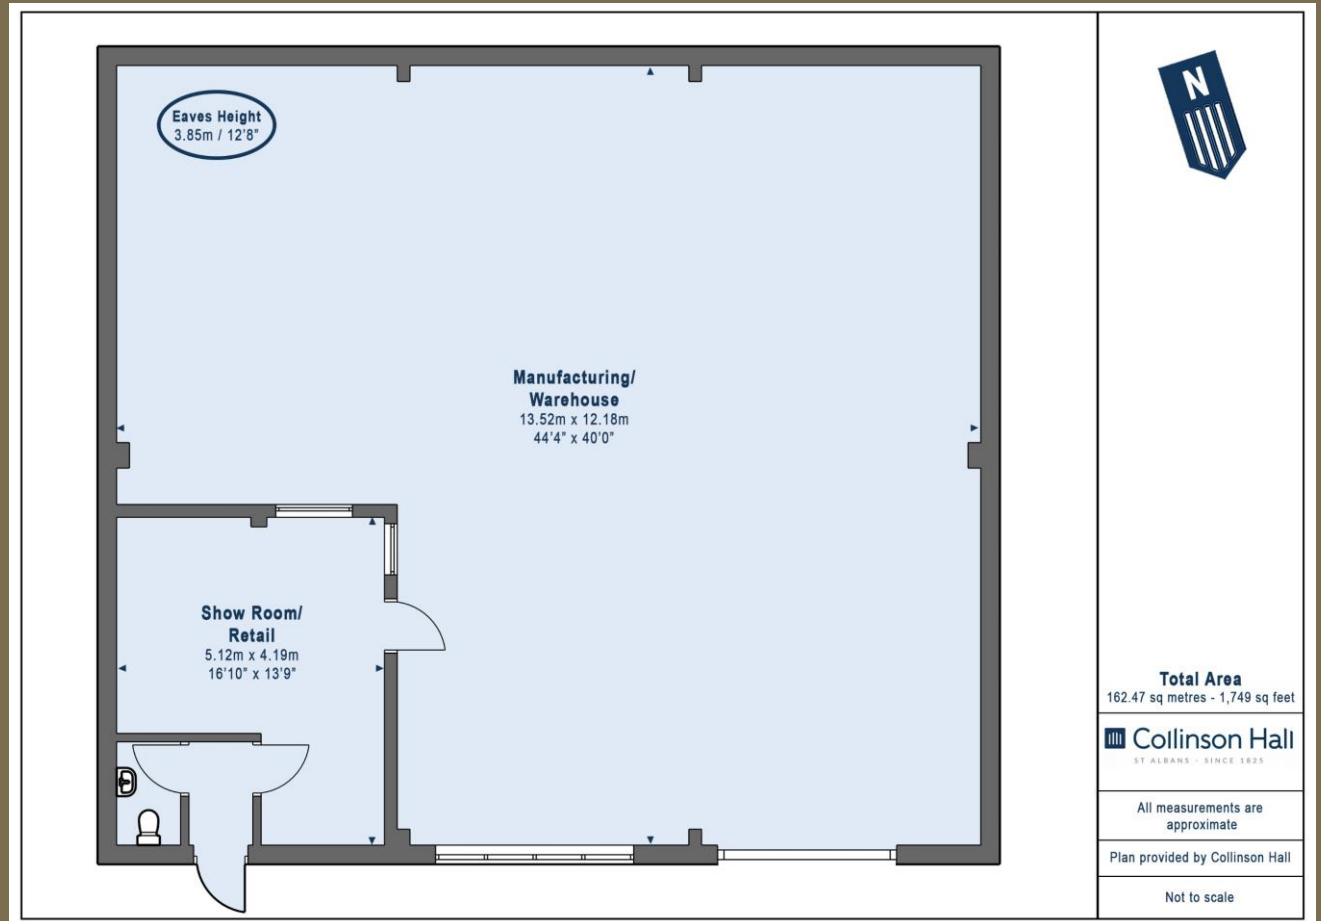 Eaves Height
3.85m / 12'8"
Manufacturing/
Warehouse
13.52m x 12.18m
44'4" x 40'0"
Show Room/
Retail
5.12m x 4.19m
16'10" x 13'9"
N
Total Area
162.47 sq metres - 1,749 sq feet
Collinson Hall
ST ALBANS - SINCE 1825
All measurements are
approximate
Plan provided by Collinson Hall
Not to scale